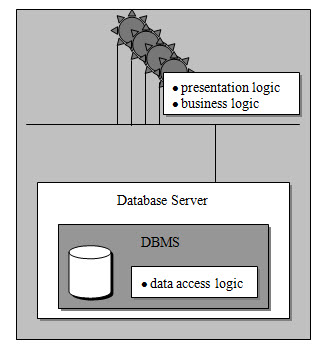 • presentation logic
• business logic
Database Server
DBMS
• data access logic